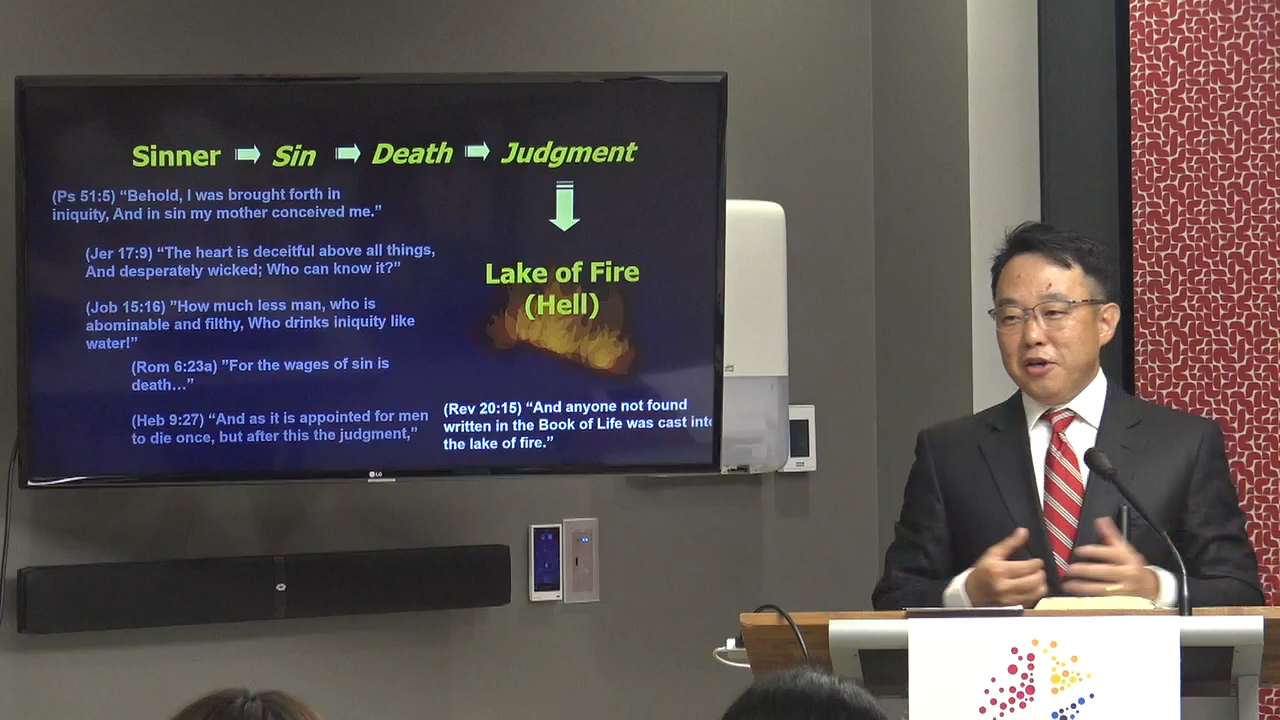 Sinner Sin Death Judgment
(Ps 51:5) “Behold, I was brought forth in
iniquity, And in sin my mother conceived me.”
(Jer 17:9) “The heart is deceitful above all things,
And desperately wicked; Who can know it?”
(Job 15:16) ”How much less man, who is
abominable and filthy, Who drinks iniquity like
water!”
(Rom 6:23a) ”For the wages of sin is
death…”
(Heb 9:27) “And as it is appointed for men
to die once, but after this the judgment,”
Lake of Fire
(Hell)
(Rev 20:15) “And anyone not found
written in the Book of Life was cast into
the lake of fire.”
LG